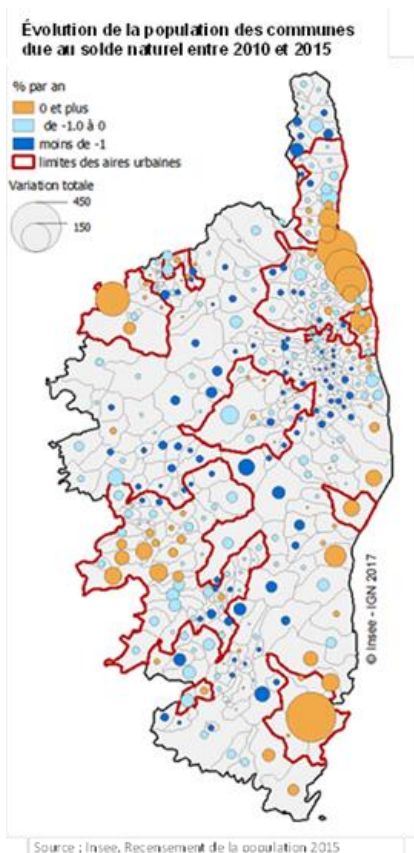 Évolution de la population des communes
due au solde naturel entre 2010 et 2015
% par an
0 et plus
de -1.0 à 0
moins de -1
limites des aires urbaines
Variation totale
450
150
© Insee - IGN 2017
Source : Insee, Recensement de la population 2015